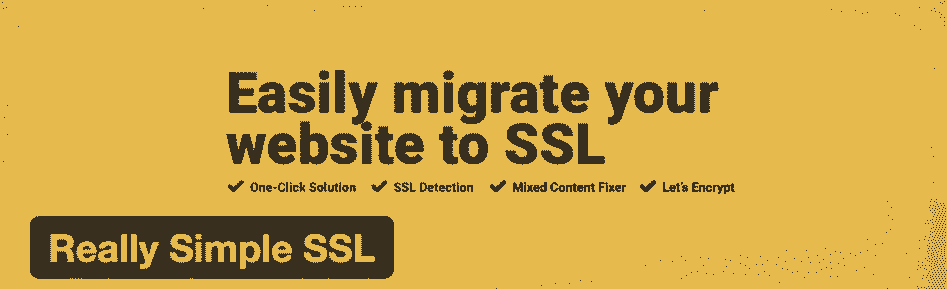 Easily migrate your
website to SSL
One-Click Solution SSL Detection Mixed Content Fixer Let's Encrypt
Really Simple SSL